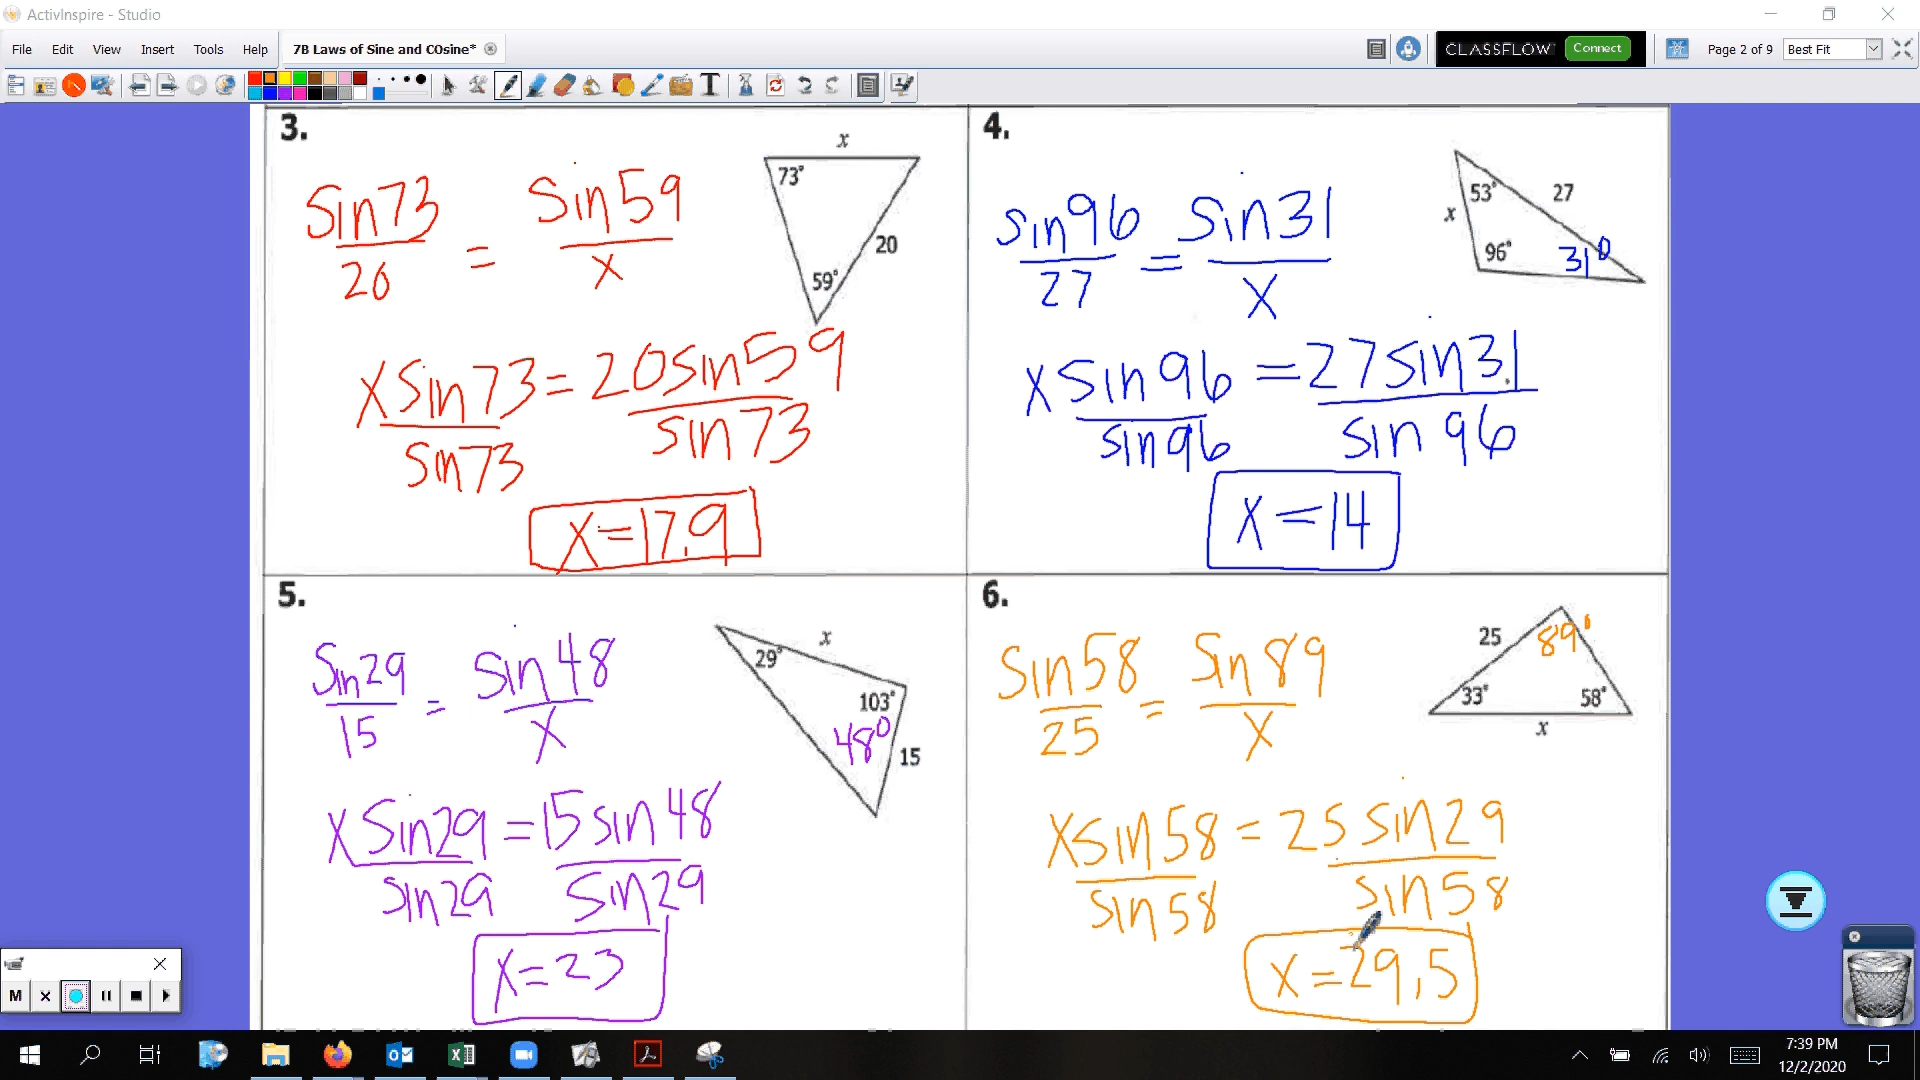 ActivInspire - Studio
File Edit View Insert Tools Help
7B Laws of Sine and COsine*
CLASSFLOW Connect
Page 2 of 9
Best Fit
T
3.
x
73°
20
59°
sin73/20 = sin59/x
xsin73/sin73 = 20sin59/sin73
x=17.9
4.
53°
27
x
96°
31°
sin96/27 = sin31/x
xsin96/sin96 = 27sin31/sin96
x=14
5.
x
29°
103°
48°
15
sin29/15 = sin48/x
xsin29/sin29 = 15sin48/sin29
x=23
6.
25
89°
33°
58°
x
sin58/25 = sin89/x
xsin58/sin58 = 25sin29/sin58
x=29.5
M
7:39 PM
12/2/2020